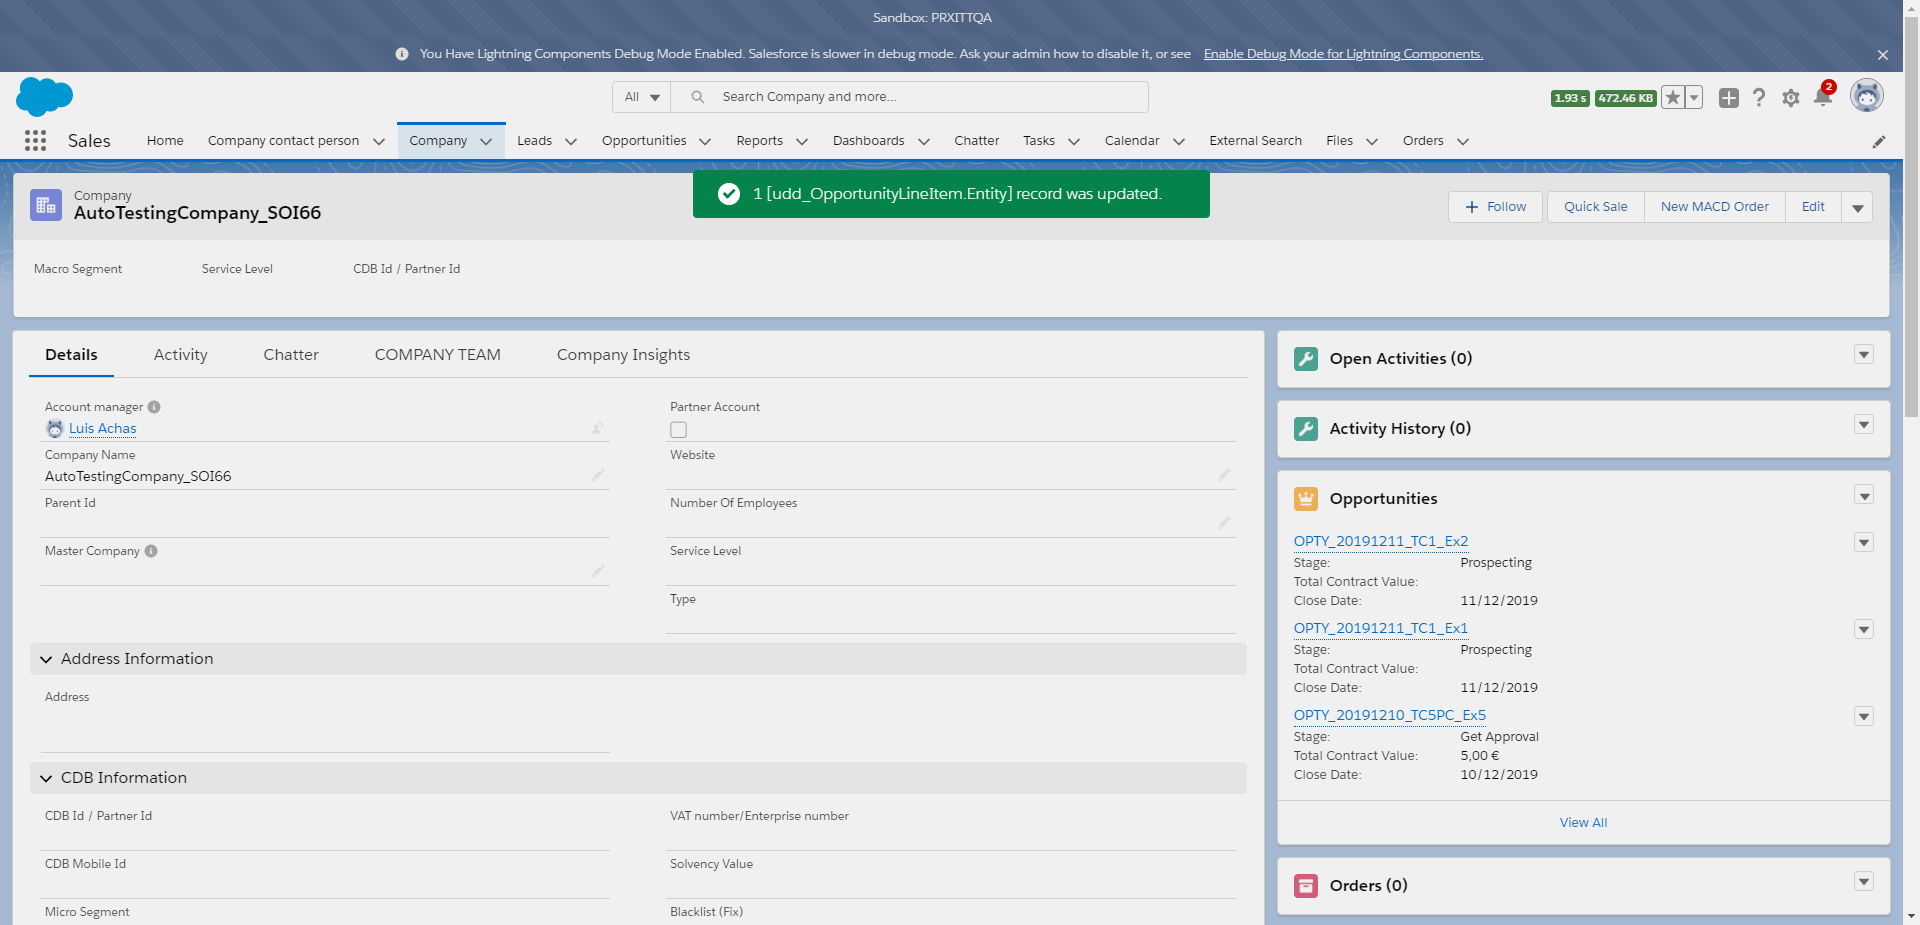 Sandbox: PRXITTQA
You Have Lightning Components Debug Mode Enabled. Salesforce is slower in debug mode. Ask your admin how to disable it, or see Enable Debug Mode for Lightning Components.
All
Search Company and more...
1.93 s 472.46 KB
2
Sales Home Company contact person Company Leads Opportunities Reports Dashboards Chatter Tasks Calendar External Search Files Orders
1 [udd_OpportunityLineItem.Entity] record was updated.
Company
AutoTestingCompany_SOI66
Follow Quick Sale New MACD Order Edit
Macro Segment Service Level CDB Id / Partner Id
Details Activity Chatter COMPANY TEAM Company Insights
Account manager
Luis Achas
Partner Account
Company Name
AutoTestingCompany_SOI66
Website
Parent Id
Number Of Employees
Master Company
Service Level
Type
Address Information
Address
CDB Information
CDB Id / Partner Id
VAT number/Enterprise number
CDB Mobile Id
Solvency Value
Micro Segment
Blacklist (Fix)
Open Activities (0)
Activity History (0)
Opportunities
OPTY_20191211_TC1_Ex2
Stage: Prospecting
Total Contract Value:
Close Date: 11/12/2019
OPTY_20191211_TC1_Ex1
Stage: Prospecting
Total Contract Value:
Close Date: 11/12/2019
OPTY_20191210_TC5PC_Ex5
Stage: Get Approval
Total Contract Value: 5,00 €
Close Date: 10/12/2019
View All
Orders (0)